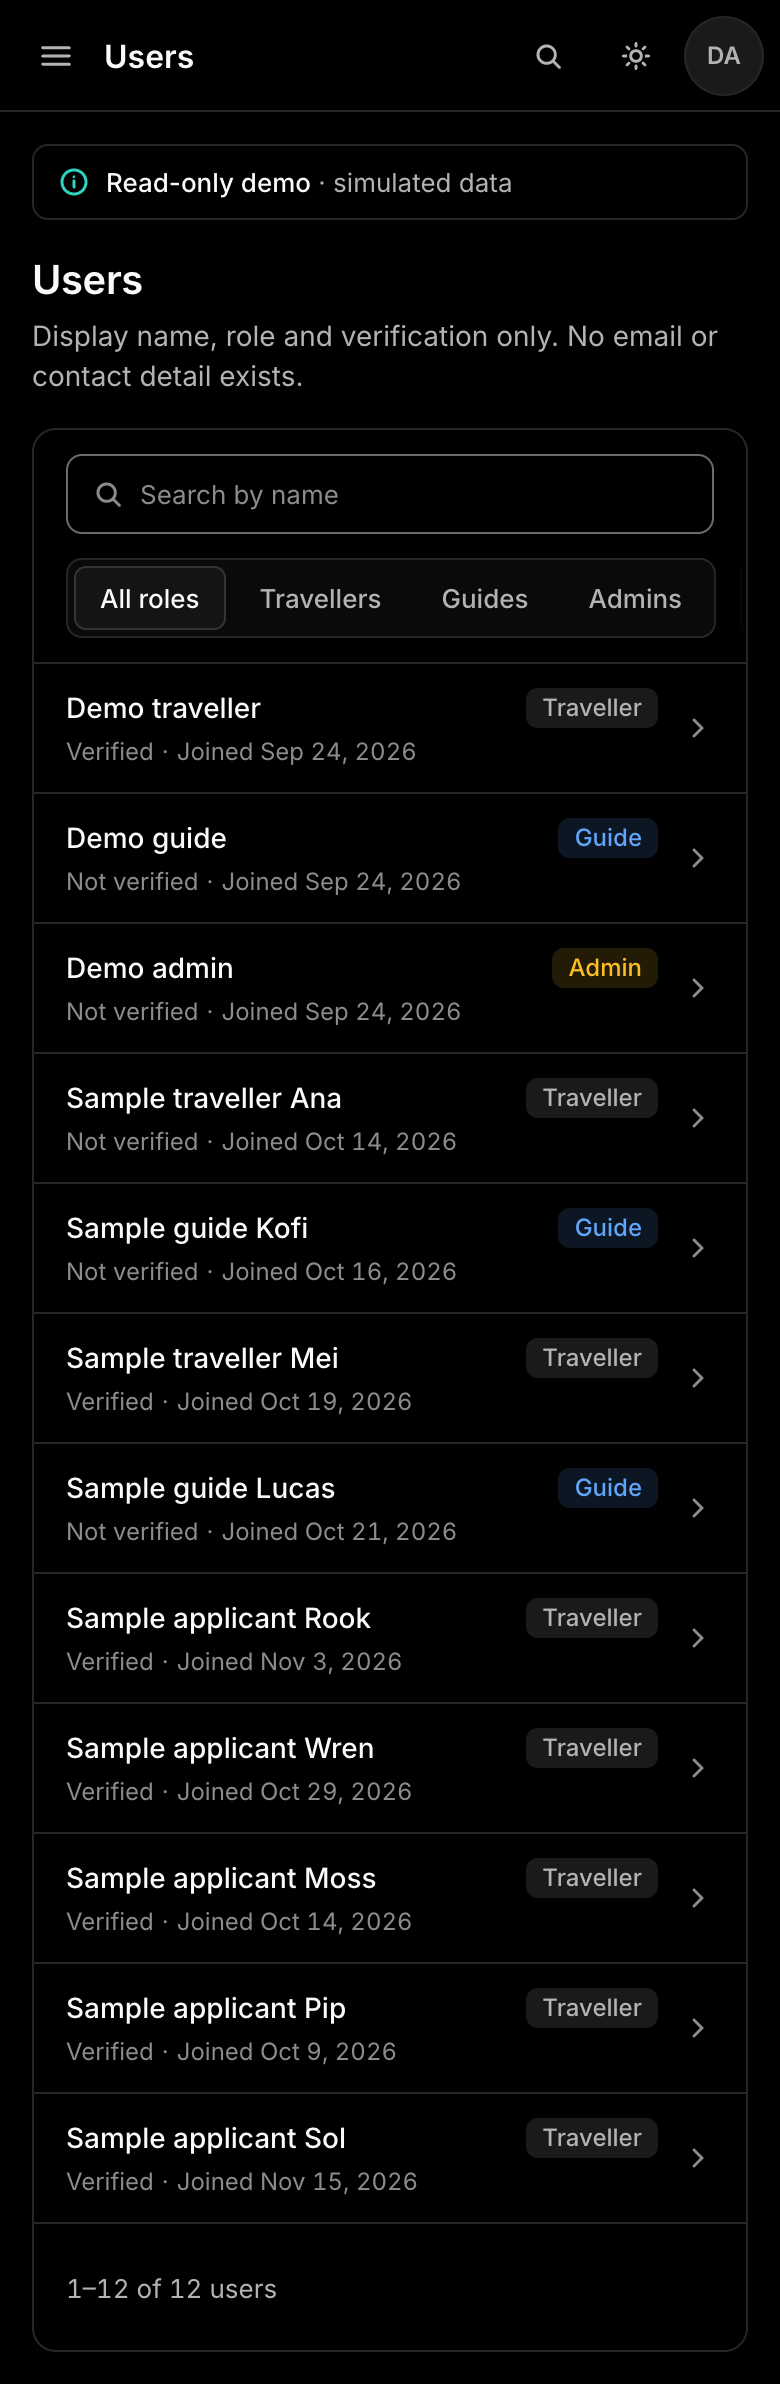 Users
DA
Read-only demo · simulated data
Users
Display name, role and verification only. No email or
contact detail exists.
Search by name
All roles
Travellers
Guides
Admins
Demo traveller
Traveller
Verified · Joined Sep 24, 2026
Demo guide
Guide
Not verified · Joined Sep 24, 2026
Demo admin
Admin
Not verified · Joined Sep 24, 2026
Sample traveller Ana
Traveller
Not verified · Joined Oct 14, 2026
Sample guide Kofi
Guide
Not verified · Joined Oct 16, 2026
Sample traveller Mei
Traveller
Verified · Joined Oct 19, 2026
Sample guide Lucas
Guide
Not verified · Joined Oct 21, 2026
Sample applicant Rook
Traveller
Verified · Joined Nov 3, 2026
Sample applicant Wren
Traveller
Verified · Joined Oct 29, 2026
Sample applicant Moss
Traveller
Verified · Joined Oct 14, 2026
Sample applicant Pip
Traveller
Verified · Joined Oct 9, 2026
Sample applicant Sol
Traveller
Verified · Joined Nov 15, 2026
1–12 of 12 users